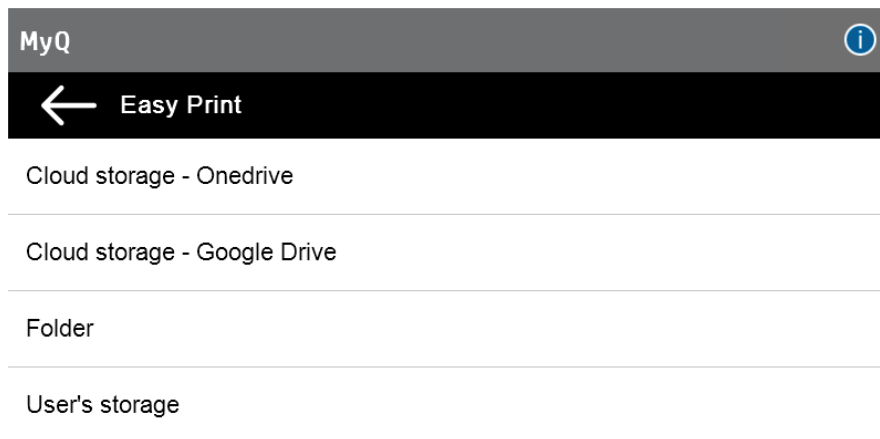 MyQ
Easy Print
Cloud storage - Onedrive
Cloud storage - Google Drive
Folder
User's storage